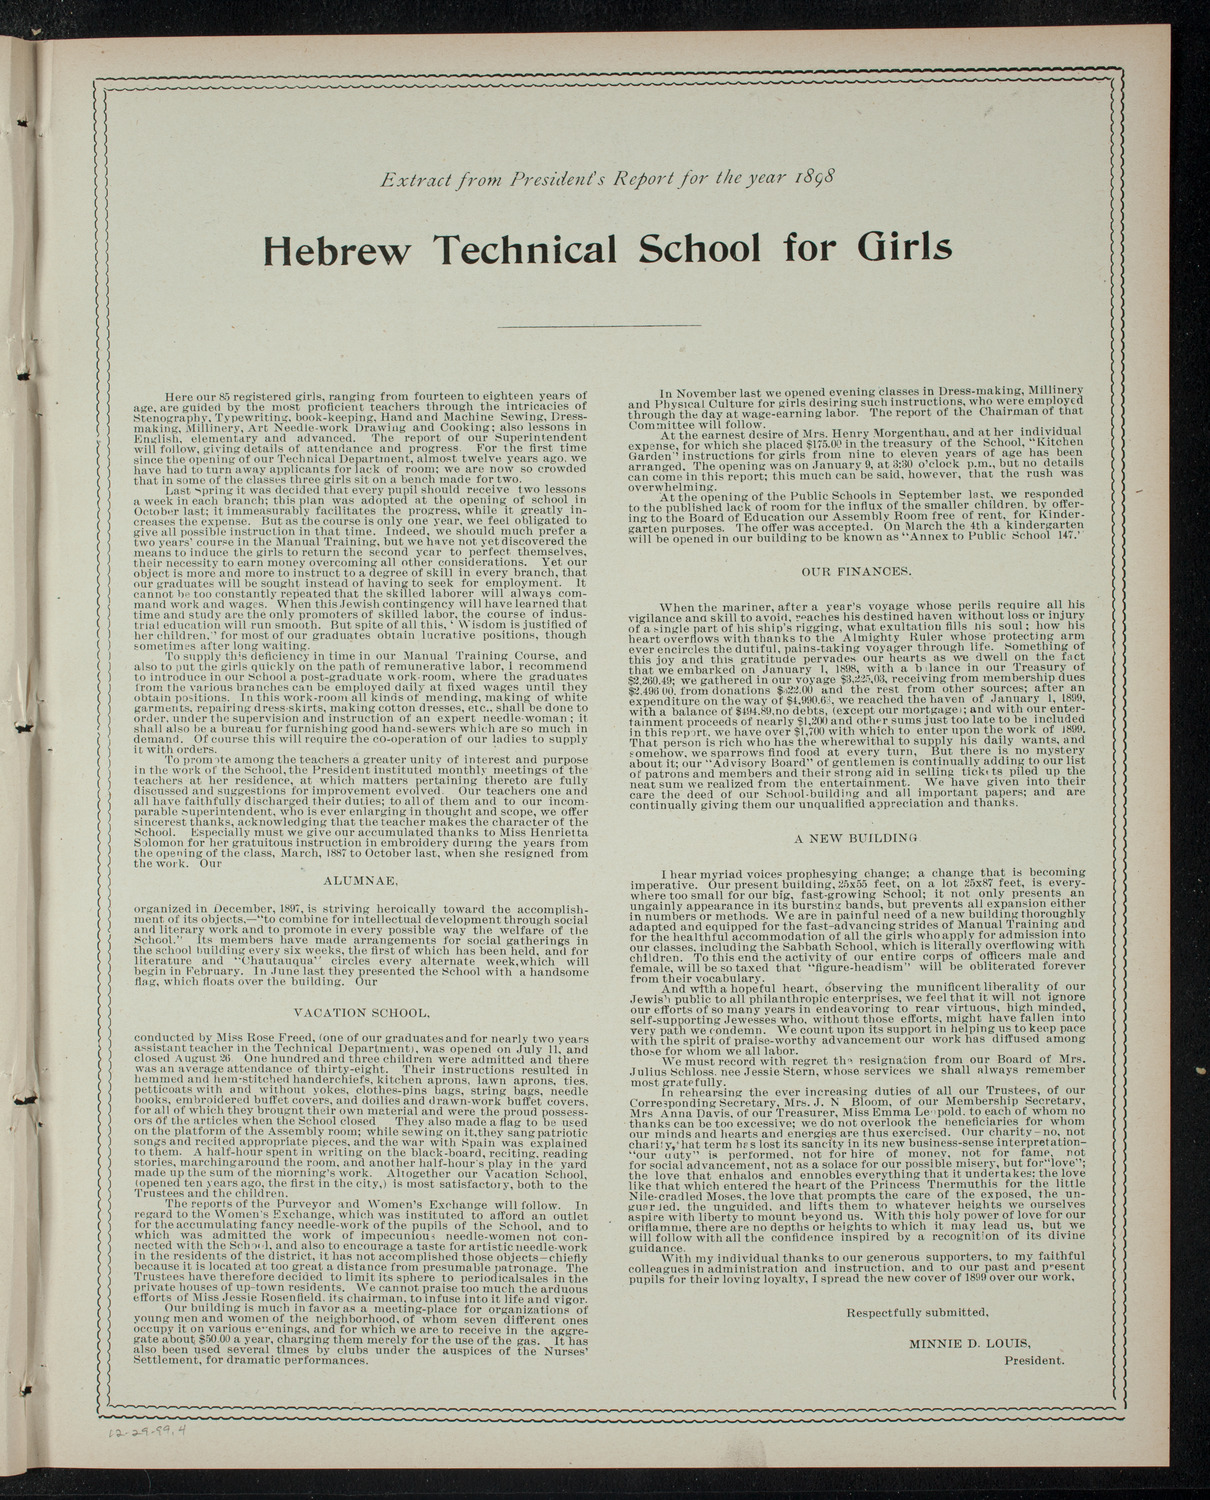 Extract from President's Report for the year 1898
Hebrew Technical School for Girls
Here our 85 registered girls, ranging from fourteen to eighteen years of
age, are guided by the most proficient teachers through the intricacies of
Stenography, Typewriting, book-keeping, Hand and Machine Sewing, Dress-
making, Millinery, Art Needle-work Drawing and Cooking; also lessons in
English, elementary and advanced. The report of our Superintendent
will follow, giving details of attendance and progress. For the first time
since the opening of our Technical Department, almost twelve years ago, we
have had to turn away applicants for lack of room; we are now so crowded
that in some of the classes three girls sit on a bench made for two.
Last Spring it was decided that every pupil should receive two lessons
a week in each branch; this plan was adopted at the opening of school in
October last; it immeasurably facilitates the progress, while it greatly in-
creases the expense. But as the course is only one year, we feel obligated to
give all possible instruction in that time. Indeed, we should much prefer a
two years' course in the Manual Training, but we have not yet discovered the
means to induce the girls to return the second year to perfect themselves,
their necessity to earn money overcoming all other considerations. Yet our
object is more and more to instruct to a degree of skill in every branch, that
our graduates will be sought instead of having to seek for employment. It
cannot be too constantly repeated that the skilled laborer will always com-
mand work and wages. When this Jewish contingency will have learned that
time and study are the only promoters of skilled labor, the course of indus-
trial education will run smooth. But spite of all this, ' Wisdom is justified of
her children,'' for most of our graduates obtain lucrative positions, though
sometimes after long waiting.
To supply this deficiency in time in our Manual Training Course, and
also to put the girls quickly on the path of remunerative labor, I recommend
to introduce in our School a post-graduate work-room, where the graduates
from the various branches can be employed daily at fixed wages until they
obtain positions. In this work-room all kinds of mending, making of white
garments, repairing dress-skirts, making cotton dresses, etc., shall be done to
order, under the supervision and instruction of an expert needle-woman; it
shall also be a bureau for furnishing good hand-sewers which are so much in
demand. Of course this will require the co-operation of our ladies to supply
it with orders.
To promote among the teachers a greater unity of interest and purpose
in the work of the School, the President instituted monthly meetings of the
teachers at her residence, at which matters pertaining thereto are fully
discussed and suggestions for improvement evolved. Our teachers one and
all have faithfully discharged their duties; to all of them and to our incom-
parable Superintendent, who is ever enlarging in thought and scope, we offer
sincerest thanks, acknowledging that the teacher makes the character of the
School. Especially must we give our accumulated thanks to Miss Henrietta
Solomon for her gratuitous instruction in embroidery during the years from
the opening of the class, March, 1887 to October last, when she resigned from
the work. Our
ALUMNAE,
organized in December, 1897, is striving heroically toward the accomplish-
ment of its objects,—"to combine for intellectual development through social
and literary work and to promote in every possible way the welfare of the
School." Its members have made arrangements for social gatherings in
the school building every six weeks, the first of which has been held, and for
literature and "Chautauqua" circles every alternate week, which will
begin in February. In June last they presented the School with a handsome
flag, which floats over the building. Our
VACATION SCHOOL,
conducted by Miss Rose Freed, (one of our graduates and for nearly two years
assistant teacher in the Technical Department), was opened on July 11, and
closed August 26. One hundred and three children were admitted and there
was an average attendance of thirty-eight. Their instructions resulted in
hemmed and hem-stitched handerchiefs, kitchen aprons, lawn aprons, ties,
petticoats with and without yokes, clothes-pins bags, string bags, needle
books, embroidered buffet covers, and doilies and drawn-work buffet covers,
for all of which they brougnt their own material and were the proud possess-
ors of the articles when the School closed They also made a flag to be used
on the platform of the Assembly room; while sewing on it, they sang patriotic
songs and recited appropriate pieces, and the war with Spain was explained
to them. A half-hour spent in writing on the black-board, reciting, reading
stories, marching around the room, and another half-hour's play in the yard
made up the sum of the morning's work. Altogether our Vacation School,
(opened ten years ago, the first in the city,) is most satisfactory, both to the
Trustees and the children.
The reports of the Purveyor and Women's Exchange will follow. In
regard to the Women's Exchange, which was instituted to afford an outlet
for the accumulating fancy needle-work of the pupils of the School, and to
which was admitted the work of impecunious needle-women not con-
nected with the School, and also to encourage a taste for artistic needle-work
in the residents of the district, it has not accomplished those objects—chiefly
because it is located at too great a distance from presumable patronage. The
Trustees have therefore decided to limit its sphere to periodical sales in the
private houses of up-town residents. We cannot praise too much the arduous
efforts of Miss Jessie Rosenfield, its chairman, to infuse into it life and vigor.
Our building is much in favor as a meeting-place for organizations of
young men and women of the neighborhood, of whom seven different ones
occupy it on various evenings, and for which we are to receive in the aggre-
gate about $50.00 a year, charging them merely for the use of the gas. It has
also been used several times by clubs under the auspices of the Nurses'
Settlement, for dramatic performances.
In November last we opened evening classes in Dress-making, Millinery
and Physical Culture for girls desiring such instructions, who were employed
through the day at wage-earning labor. The report of the Chairman of that
Committee will follow.
At the earnest desire of Mrs. Henry Morgenthau, and at her individual
expense, for which she placed $175.00 in the treasury of the School, "Kitchen
Garden" instructions for girls from nine to eleven years of age has been
arranged. The opening was on January 9, at 3:30 o'clock p.m., but no details
can come in this report; this much can be said, however, that the rush was
overwhelming.
At the opening of the Public Schools in September last, we responded
to the published lack of room for the influx of the smaller children, by offer-
ing to the Board of Education our Assembly Room free of rent, for Kinder-
garten purposes. The offer was accepted. On March the 4th a kindergarten
will be opened in our building to be known as "Annex to Public School 147."
OUR FINANCES.
When the mariner, after a year's voyage whose perils require all his
vigilance and skill to avoid, reaches his destined haven without loss or injury
of a single part of his ship's rigging, what exultation fills his soul; how his
heart overflows with thanks to the Almighty Ruler whose protecting arm
ever encircles the dutiful, pains-taking voyager through life. Something of
this joy and this gratitude pervades our hearts as we dwell on the fact
that we embarked on January 1, 1898, with a balance in our Treasury of
$2,260.49; we gathered in our voyage $3,225,03, receiving from membership dues
$2.496 00, from donations $422.00 and the rest from other sources; after an
expenditure on the way of $4,990.63, we reached the haven of January 1, 1899,
with a balance of $494.89, no debts, (except our mortgage); and with our enter-
tainment proceeds of nearly $1,200 and other sums just too late to be included
in this report, we have over $1,700 with which to enter upon the work of 1899.
That person is rich who has the wherewithal to supply his daily wants, and
somehow, we sparrows find food at every turn. But there is no mystery
about it; our "Advisory Board" of gentlemen is continually adding to our list
of patrons and members and their strong aid in selling tickets piled up the
neat sum we realized from the entertainment. We have given into their
care the deed of our School-building and all important papers; and are
continually giving them our unqualified appreciation and thanks.
A NEW BUILDING
I hear myriad voices prophesying change; a change that is becoming
imperative. Our present building, 25x55 feet, on a lot 25x87 feet, is every-
where too small for our big, fast-growing School; it not only presents an
ungainly appearance in its bursting bands, but prevents all expansion either
in numbers or methods. We are in painful need of a new building thoroughly
adapted and equipped for the fast-advancing strides of Manual Training and
for the healthful accommodation of all the girls who apply for admission into
our classes, including the Sabbath School, which is literally overflowing with
children. To this end the activity of our entire corps of officers male and
female, will be so taxed that "figure-headism" will be obliterated forever
from their vocabulary.
And with a hopeful heart, observing the munificent liberality of our
Jewish public to all philanthropic enterprises, we feel that it will not ignore
our efforts of so many years in endeavoring to rear virtuous, high minded,
self-supporting Jewesses who, without those efforts, might have fallen into
very path we condemn. We count upon its support in helping us to keep pace
with the spirit of praise-worthy advancement our work has diffused among
those for whom we all labor.
We must record with regret the resignation from our Board of Mrs.
Julius Schloss, nee Jessie Stern, whose services we shall always remember
most gratefully.
In rehearsing the ever increasing duties of all our Trustees, of our
Corresponding Secretary, Mrs. J. N Bloom, of our Membership Secretary,
Mrs Anna Davis, of our Treasurer, Miss Emma Leopold, to each of whom no
thanks can be too excessive; we do not overlook the beneficiaries for whom
our minds and hearts and energies are thus exercised. Our charity—no, not
charity, that term has lost its sancity in its new business-sense interpretation—
"our duty" is performed, not for hire of money, not for fame, not
for social advancement, not as a solace for our possible misery, but for "love";
the love that enhalos and ennobles everything that it undertakes; the love
like that which entered the heart of the Princess Thermuthis for the little
Nile-cradled Moses, the love that prompts the care of the exposed, the un-
guarded, the unguided, and lifts them to whatever heights we ourselves
aspire with liberty to mount beyond us. With this holy power of love for our
oriflamme, there are no depths or heights to which it may lead us, but we
will follow with all the confidence inspired by a recognition of its divine
guidance.
With my individual thanks to our generous supporters, to my faithful
colleagues in administration and instruction, and to our past and present
pupils for their loving loyalty, I spread the new cover of 1899 over our work,
Respectfully submitted,
MINNIE D. LOUIS,
President.
12-29-99.4